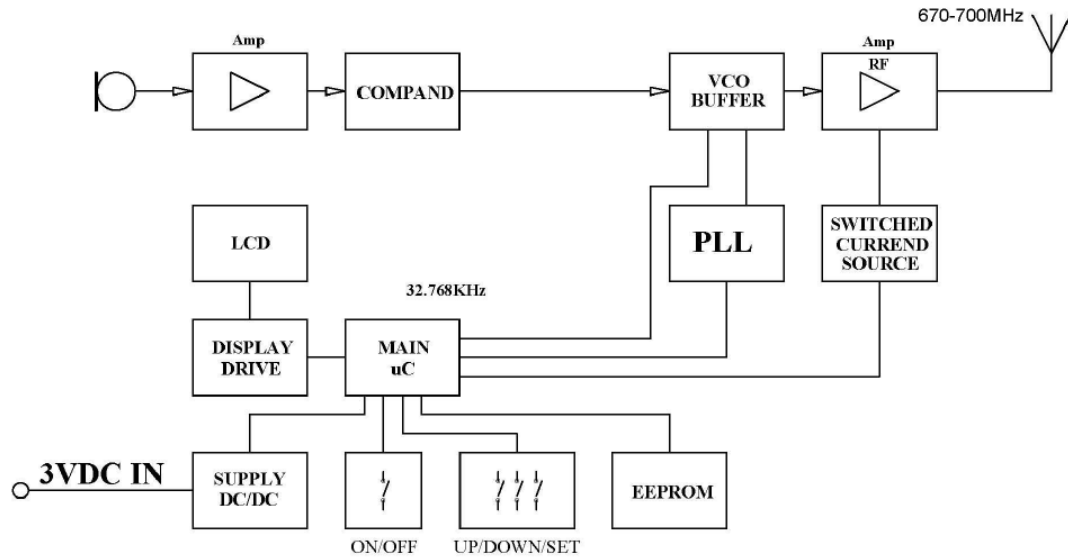 670-700MHz
Amp
Amp
RF
COMPAND
VCO
BUFFER
LCD
PLL
SWITCHED
CURREND
SOURCE
32.768KHz
DISPLAY
DRIVE
MAIN
uC
3VDC IN
SUPPLY
DC/DC
EEPROM
ON/OFF
UP/DOWN/SET